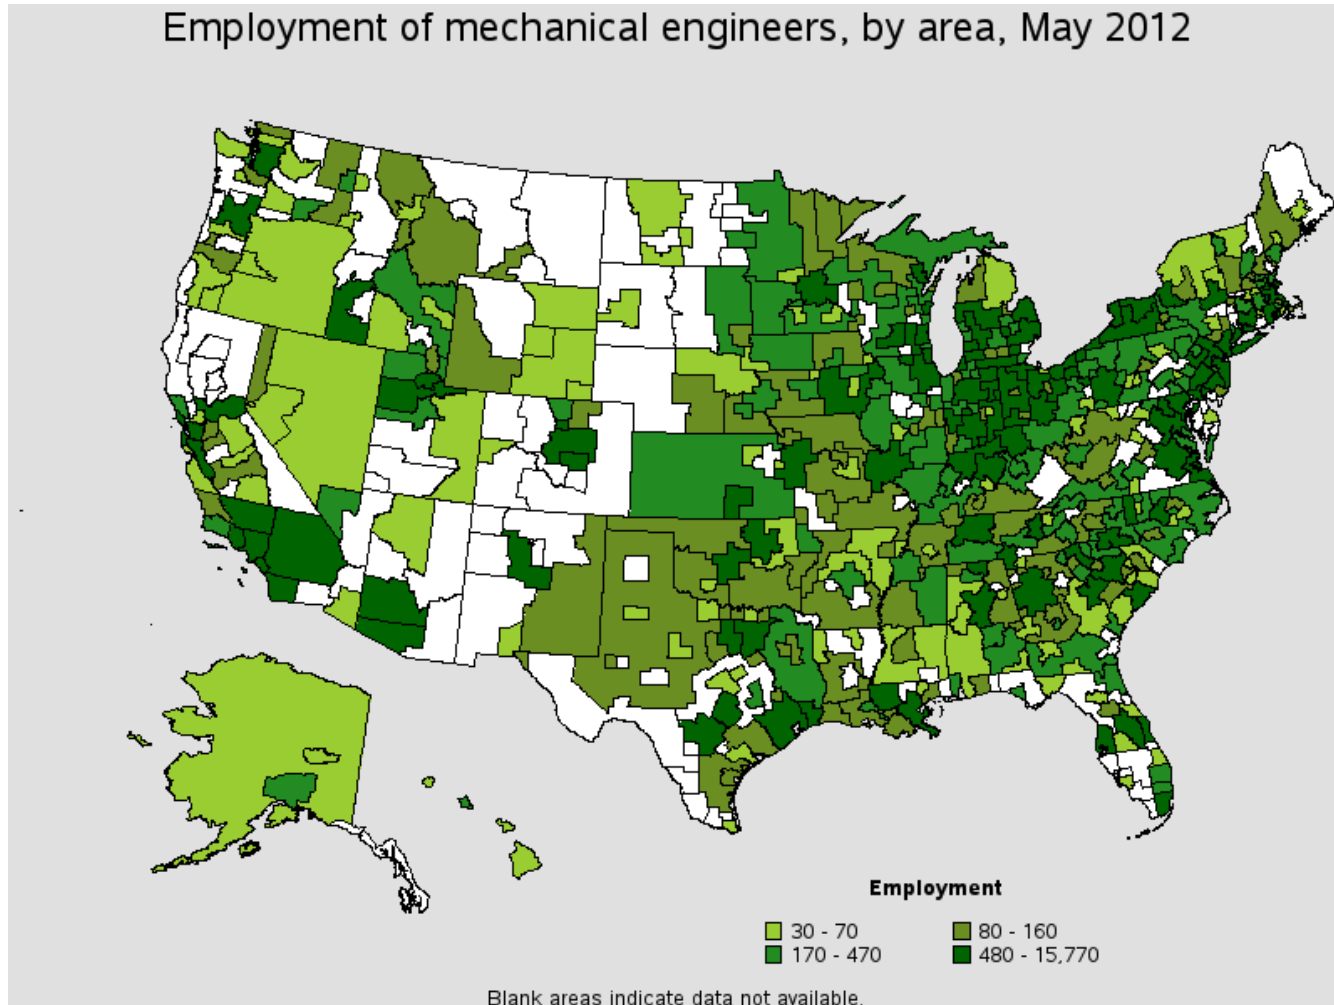 Employment of mechanical engineers, by area, May 2012
Employment
30 - 70
80 - 160
170 - 470
480 - 15,770
Blank areas indicate data not available.